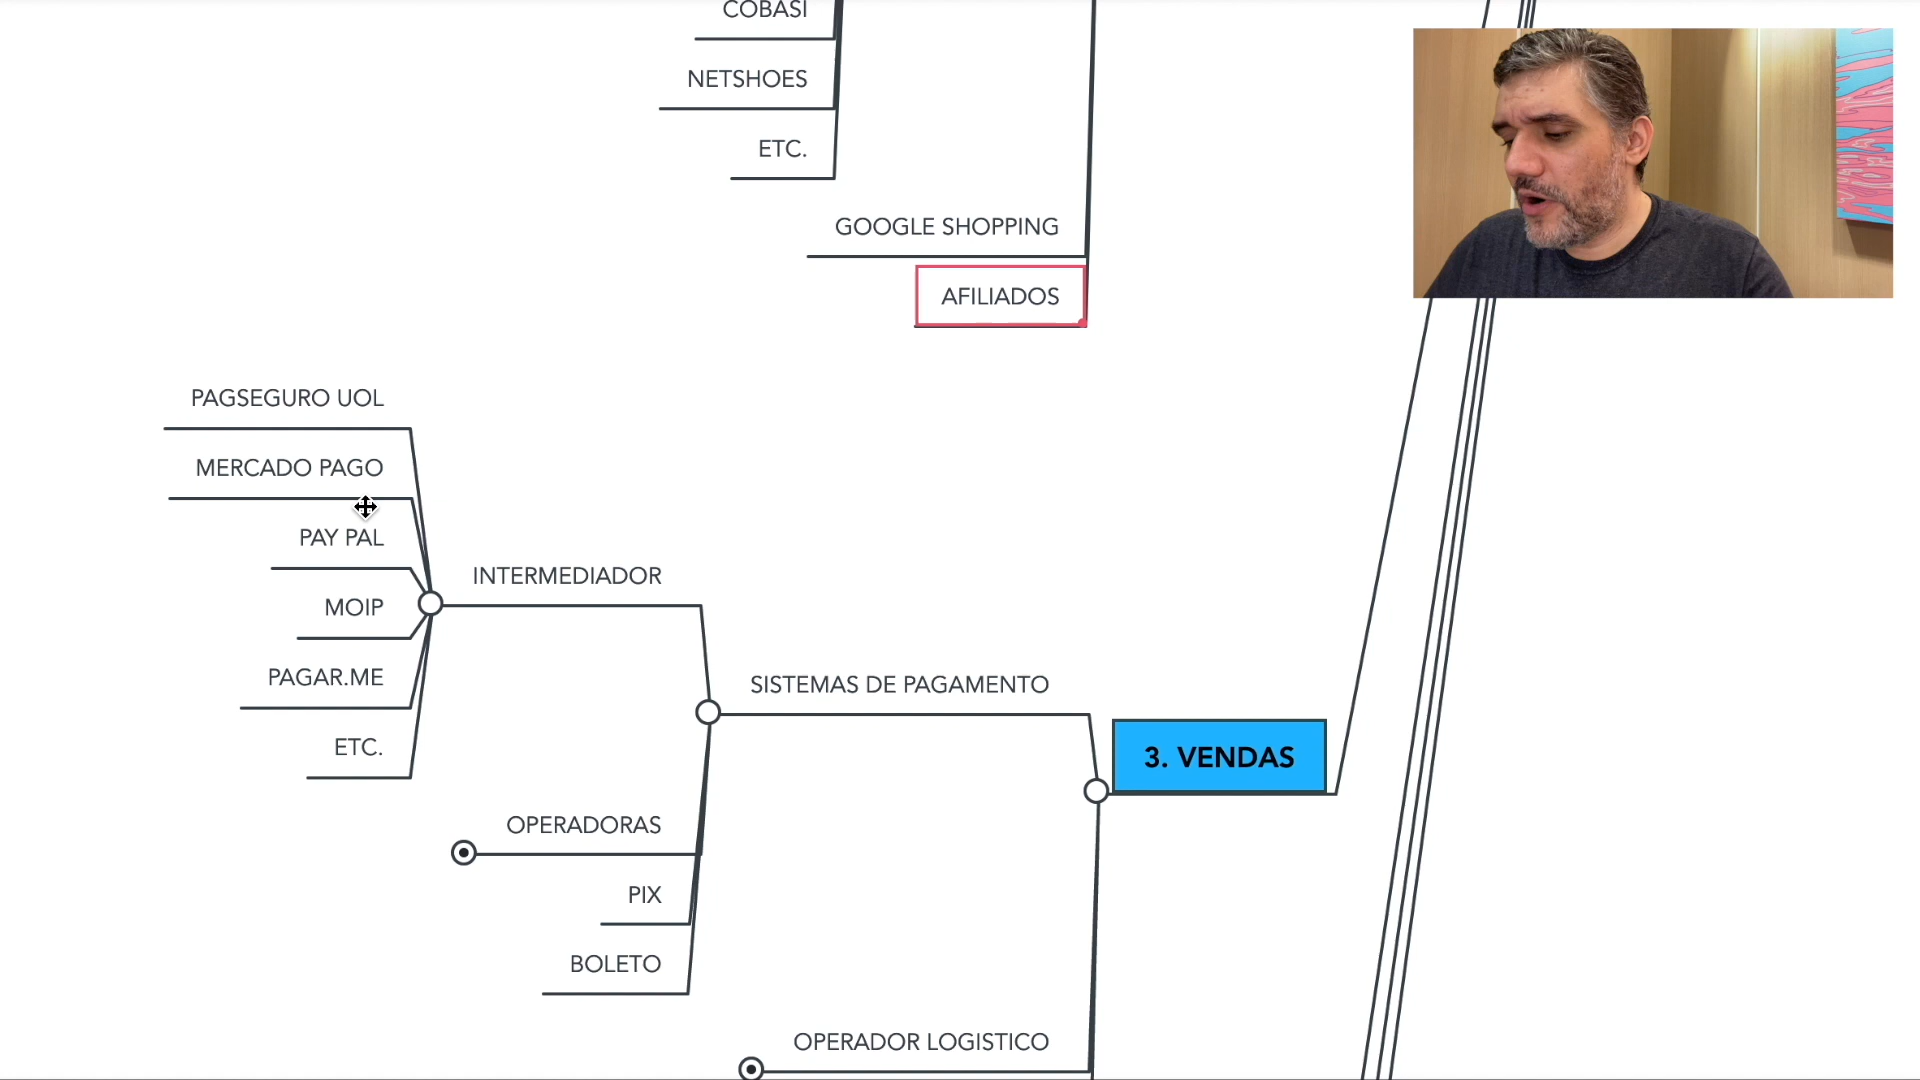 COBASI
NETSHOES
ETC.
GOOGLE SHOPPING
AFILIADOS
PAGSEGURO UOL
MERCADO PAGO
PAY PAL
MOIP
PAGAR.ME
ETC.
INTERMEDIADOR
SISTEMAS DE PAGAMENTO
3. VENDAS
OPERADORAS
PIX
BOLETO
OPERADOR LOGISTICO